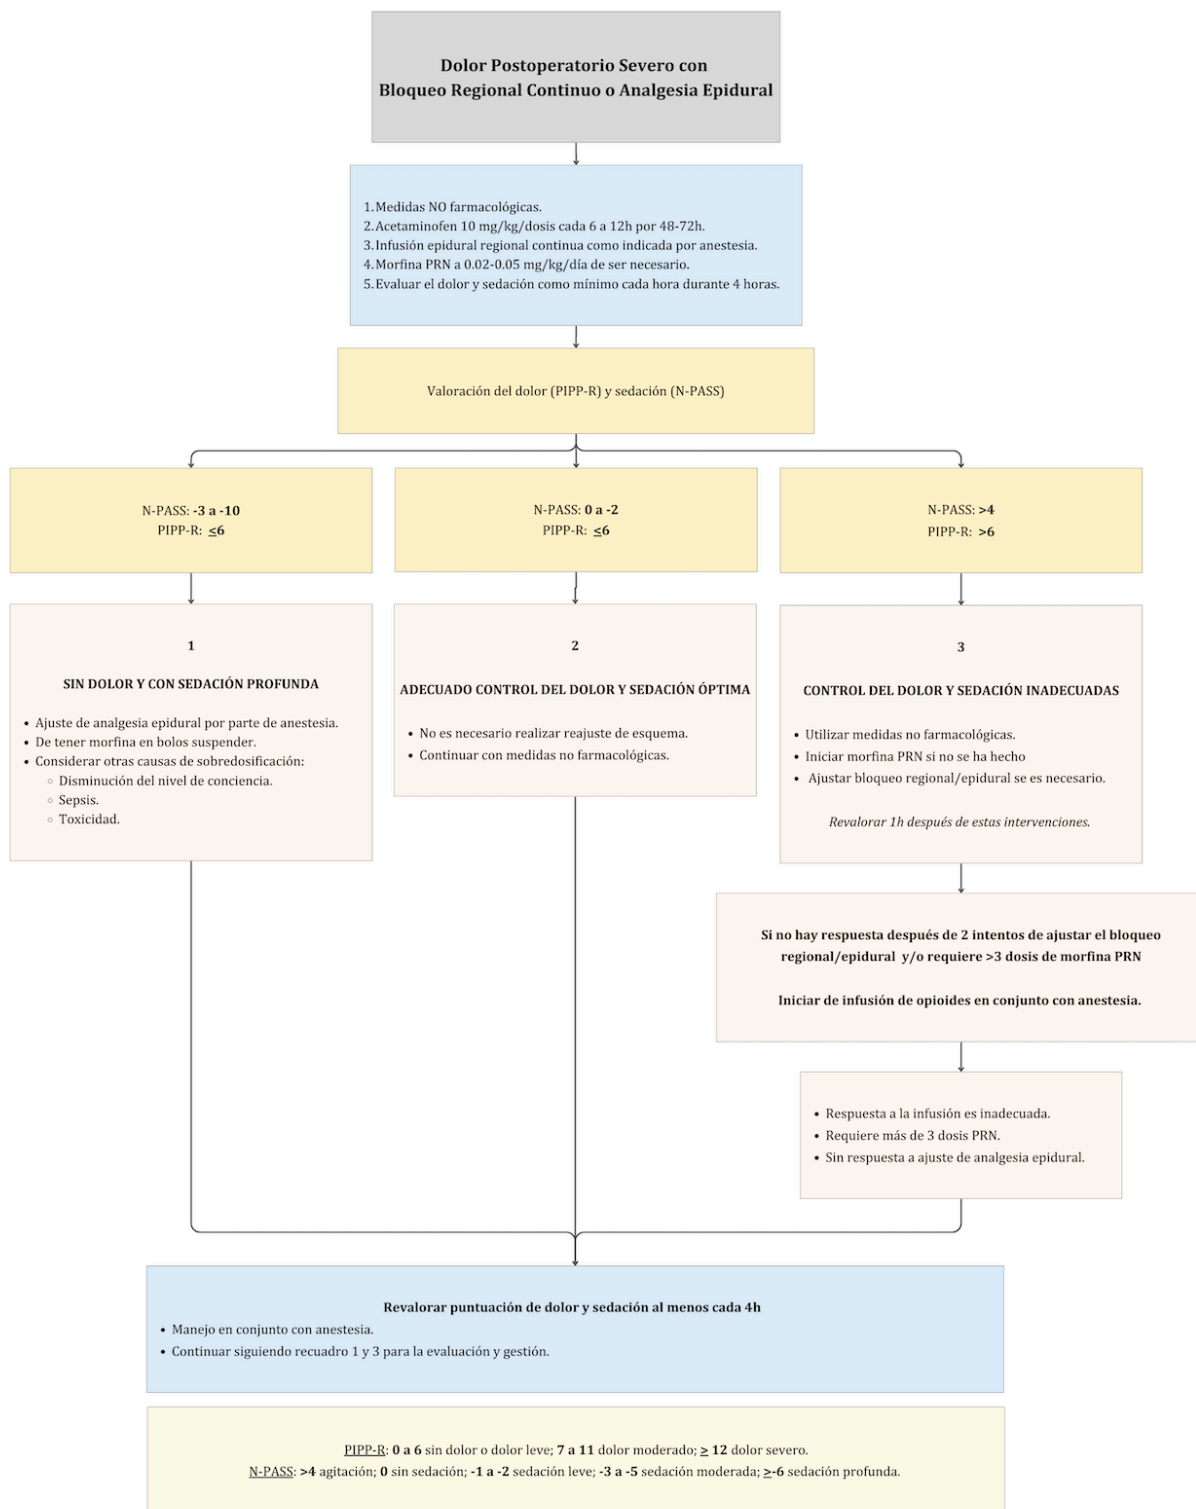 Dolor Postoperatorio Severo con
Bloqueo Regional Continuo o Analgesia Epidural
1. Medidas NO farmacológicas.
2. Acetaminofen 10 mg/kg/dosis cada 6 a 12h por 48-72h.
3. Infusión epidural regional continua como indicada por anestesia.
4. Morfina PRN a 0.02-0.05 mg/kg/día de ser necesario.
5. Evaluar el dolor y sedación como mínimo cada hora durante 4 horas.
Valoración del dolor (PIPP-R) y sedación (N-PASS)
N-PASS: -3 a -10
PIPP-R: ≤6
N-PASS: 0 a -2
PIPP-R: ≤6
N-PASS: >4
PIPP-R: >6
1
SIN DOLOR Y CON SEDACIÓN PROFUNDA
• Ajuste de analgesia epidural por parte de anestesia.
• De tener morfina en bolos suspender.
• Considerar otras causas de sobredosificación:
◦ Disminución del nivel de conciencia.
◦ Sepsis.
◦ Toxicidad.
2
ADECUADO CONTROL DEL DOLOR Y SEDACIÓN ÓPTIMA
• No es necesario realizar reajuste de esquema.
• Continuar con medidas no farmacológicas.
3
CONTROL DEL DOLOR Y SEDACIÓN INADECUADAS
• Utilizar medidas no farmacológicas.
• Iniciar morfina PRN si no se ha hecho
• Ajustar bloqueo regional/epidural se es necesario.
Revalorar 1h después de estas intervenciones.
Si no hay respuesta después de 2 intentos de ajustar el bloqueo
regional/epidural y/o requiere >3 dosis de morfina PRN
Iniciar de infusión de opioides en conjunto con anestesia.
• Respuesta a la infusión es inadecuada.
• Requiere más de 3 dosis PRN.
• Sin respuesta a ajuste de analgesia epidural.
Revalorar puntuación de dolor y sedación al menos cada 4h
• Manejo en conjunto con anestesia.
• Continuar siguiendo recuadro 1 y 3 para la evaluación y gestión.
PIPP-R: 0 a 6 sin dolor o dolor leve; 7 a 11 dolor moderado; ≥ 12 dolor severo.
N-PASS: >4 agitación; 0 sin sedación; -1 a -2 sedación leve; -3 a -5 sedación moderada; ≥-6 sedación profunda.